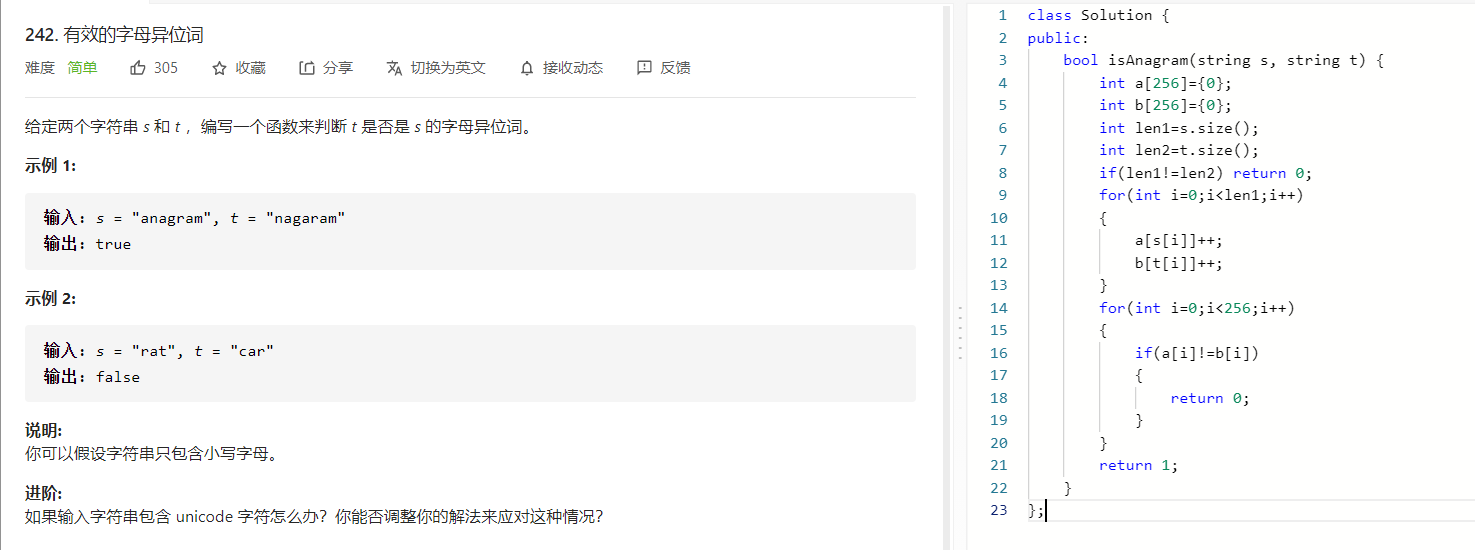 242. 有效的字母异位词
难度 简单 305 收藏 分享 切换为英文 接收动态 反馈
给定两个字符串 s 和 t ，编写一个函数来判断 t 是否是 s 的字母异位词。
示例 1:
输入: s = "anagram", t = "nagaram"
输出: true
示例 2:
输入: s = "rat", t = "car"
输出: false
说明:
你可以假设字符串只包含小写字母。
进阶:
如果输入字符串包含 unicode 字符怎么办？你能否调整你的解法来应对这种情况？
1 class Solution {
2 public:
3     bool isAnagram(string s, string t) {
4         int a[256]={0};
5         int b[256]={0};
6         int len1=s.size();
7         int len2=t.size();
8         if(len1!=len2) return 0;
9         for(int i=0;i<len1;i++)
10         {
11             a[s[i]]++;
12             b[t[i]]++;
13         }
14         for(int i=0;i<256;i++)
15         {
16             if(a[i]!=b[i])
17             {
18                 return 0;
19             }
20         }
21         return 1;
22     }
23 };